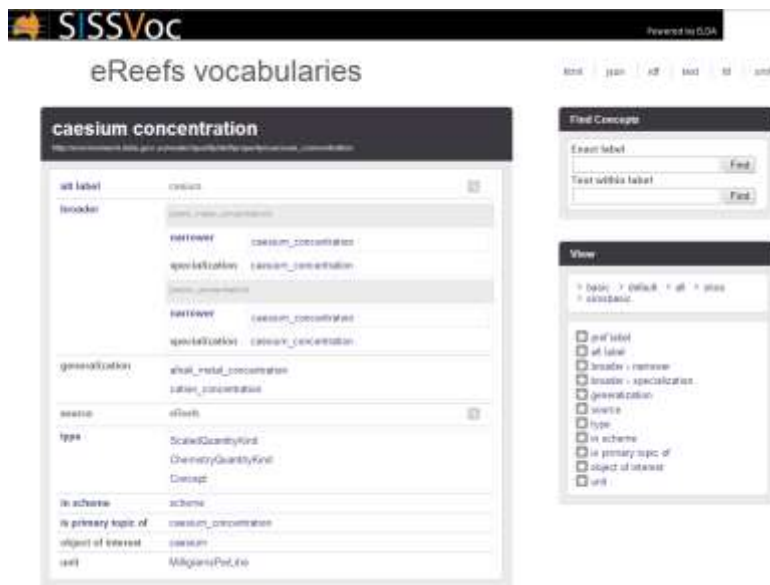 SISSVoc
Powered by ELDA
eReefs vocabularies
html json rdf text ttl xml
caesium concentration
alt label cesium
broader
narrower caesium_concentration
specialization caesium_concentration
narrower caesium_concentration
specialization caesium_concentration
generalization alkali_metal_concentration
cation_concentration
source eReefs
type ScaledQuantityKind
ChemistryQuantityKind
Concept
in scheme scheme
is primary topic of caesium_concentration
object of interest caesium
unit MilligramsPerLitre
Find Concepts
Exact label
Find
Text within label
Find
View
> basic > default > all >
pref label
alt label
broader - narrower
broader - specialization
generalization
source
type
in scheme
is primary topic of
object of interest
unit